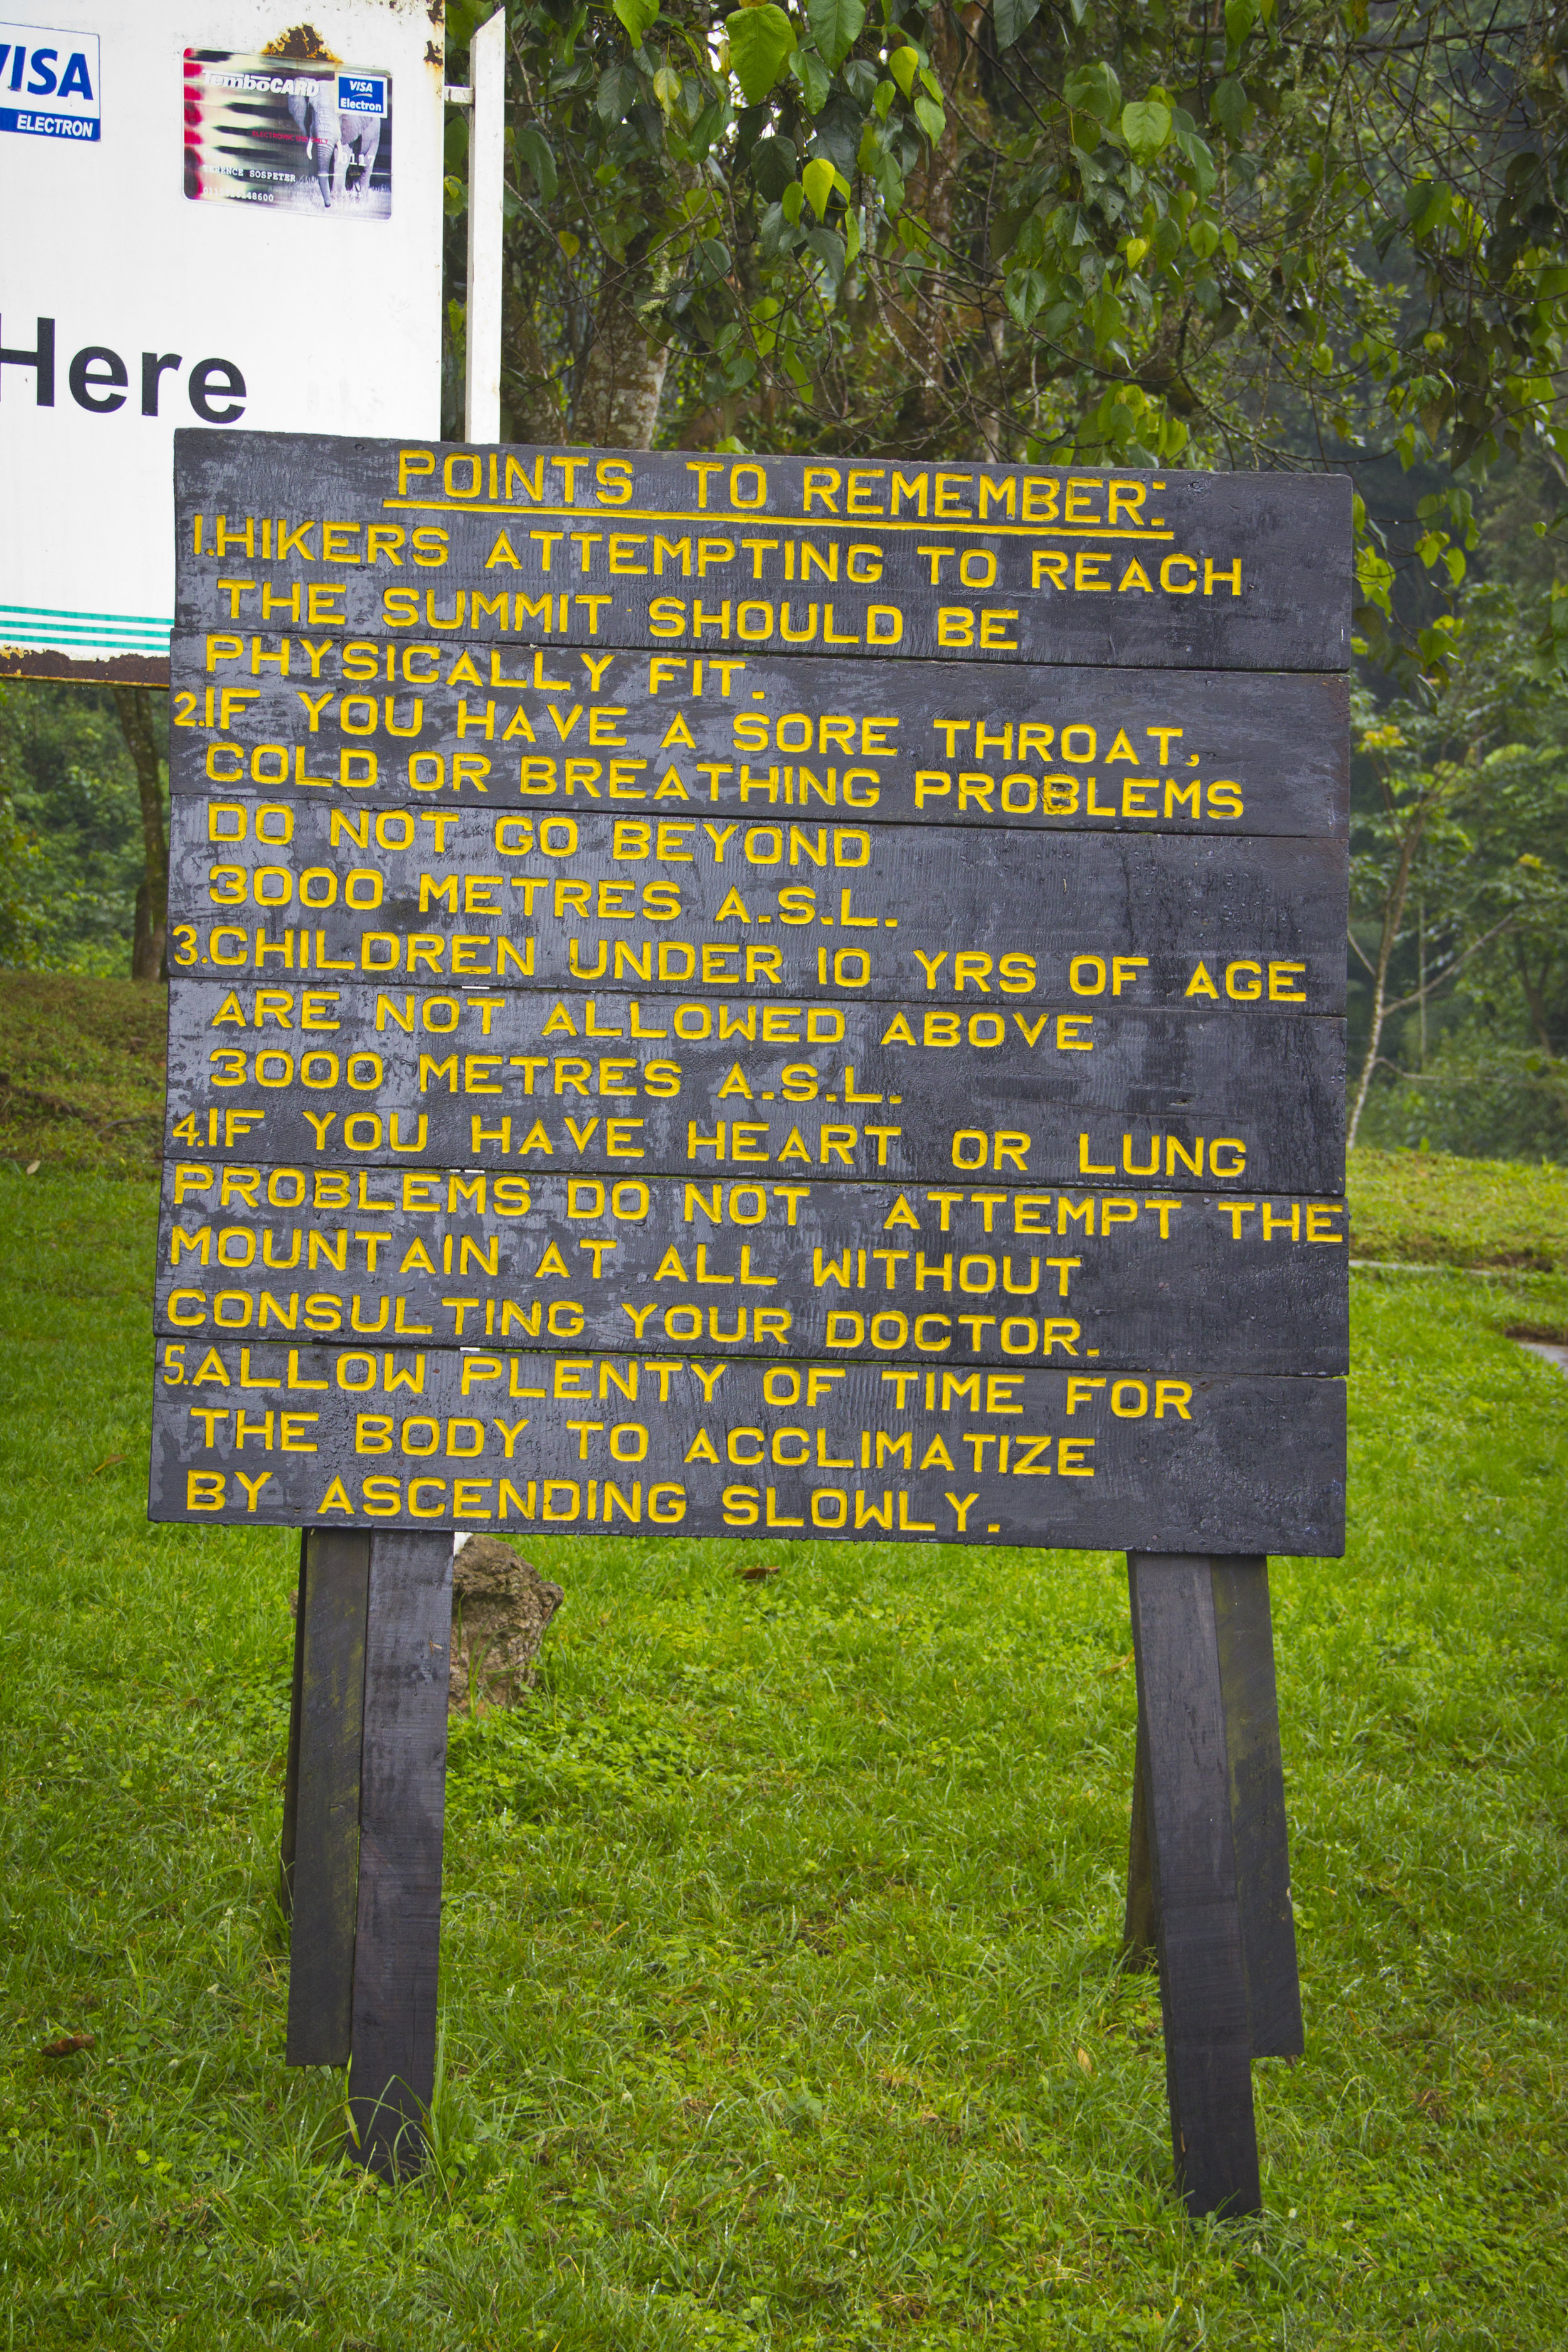 VISA
ELECTRON
TemboCARD
VISA
Electron
ELECTRONIC USE ONLY
SOSPETER
Here
POINTS TO REMEMBER:
1.HIKERS ATTEMPTING TO REACH
THE SUMMIT SHOULD BE
PHYSICALLY FIT.
2.IF YOU HAVE A SORE THROAT,
COLD OR BREATHING PROBLEMS
DO NOT GO BEYOND
3000 METRES A.S.L.
3.CHILDREN UNDER 10 YRS OF AGE
ARE NOT ALLOWED ABOVE
3000 METRES A.S.L.
4.IF YOU HAVE HEART OR LUNG
PROBLEMS DO NOT ATTEMPT THE
MOUNTAIN AT ALL WITHOUT
CONSULTING YOUR DOCTOR.
5.ALLOW PLENTY OF TIME FOR
THE BODY TO ACCLIMATIZE
BY ASCENDING SLOWLY.